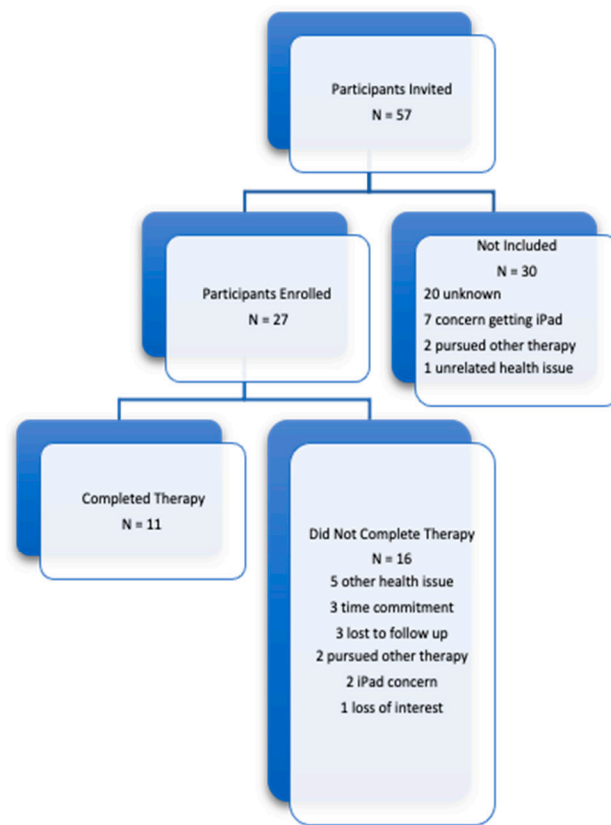 Participants Invited
N = 57
Participants Enrolled
N = 27
Not Included
N = 30
20 unknown
7 concern getting iPad
2 pursued other therapy
1 unrelated health issue
Completed Therapy
N = 11
Did Not Complete Therapy
N = 16
5 other health issue
3 time commitment
3 lost to follow up
2 pursued other therapy
2 iPad concern
1 loss of interest